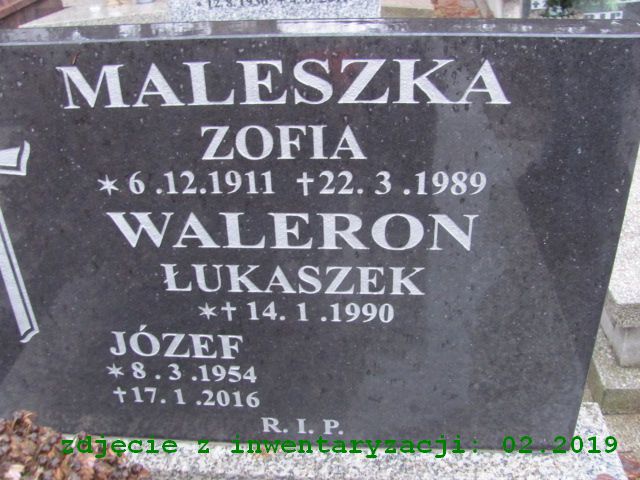 MALESZKA
ZOFIA
* 6.12.1911 † 22.3.1989
WALERON
ŁUKASZEK
*† 14.1.1990
JÓZEF
* 8.3.1954
† 17.1.2016
R.I.P.
zdjecie z inwentaryzacji: 02.2019